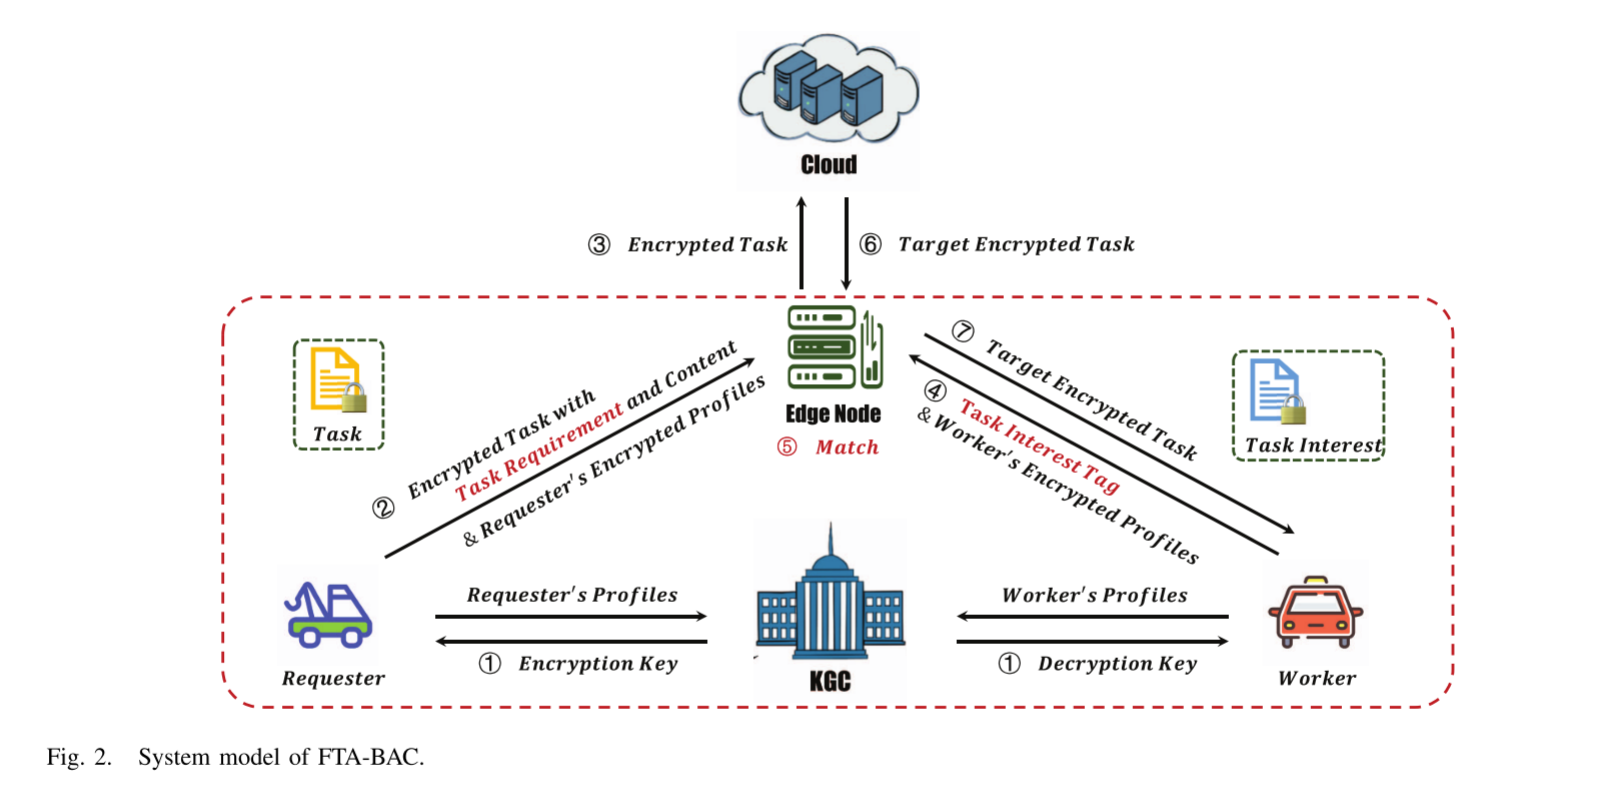 Cloud
③ Encrypted Task
⑥ Target Encrypted Task
Task
② Encrypted Task with
Task Requirement and Content
& Requester's Encrypted Profiles
Edge Node
⑤ Match
⑦ Target Encrypted Task
④ Task Interest Tag
& Worker's Encrypted Profiles
Task Interest
Requester's Profiles
① Encryption Key
Requester
KGC
Worker's Profiles
① Decryption Key
Worker
Fig. 2. System model of FTA-BAC.